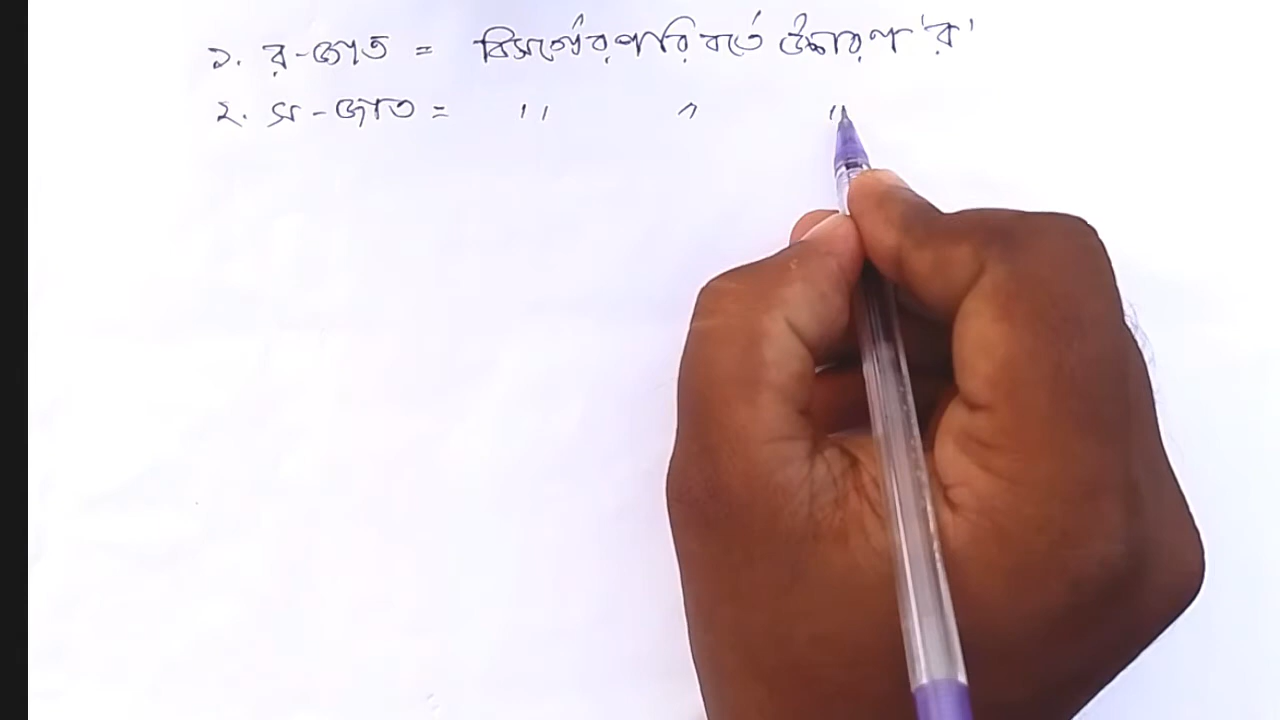 ১. র-জাত = বিসর্গের পরিবর্তে উচ্চারণ 'র'
২. স-জাত = " " "